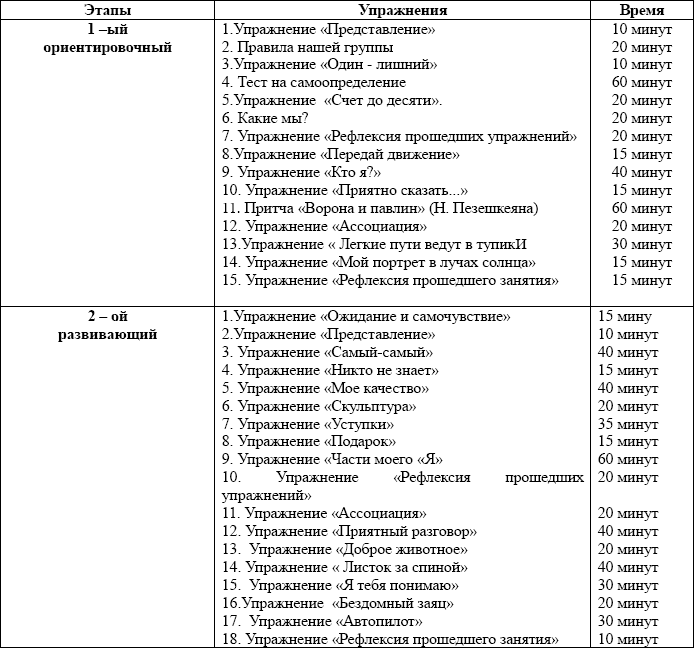 Этапы Упражнения Время
1 –ый 1.Упражнение «Представление» 10 минут
ориентировочный 2. Правила нашей группы 20 минут
3.Упражнение «Один - лишний» 10 минут
4. Тест на самоопределение 60 минут
5.Упражнение «Счет до десяти». 20 минут
6. Какие мы? 20 минут
7. Упражнение «Рефлексия прошедших упражнений» 20 минут
8.Упражнение «Передай движение» 15 минут
9. Упражнение «Кто я?» 40 минут
10. Упражнение «Приятно сказать...» 15 минут
11. Притча «Ворона и павлин» (Н. Пезешкеяна) 60 минут
12. Упражнение «Ассоциация» 20 минут
13.Упражнение « Легкие пути ведут в тупикИ 30 минут
14. Упражнение «Мой портрет в лучах солнца» 15 минут
15. Упражнение «Рефлексия прошедшего занятия» 15 минут
2 – ой 1.Упражнение «Ожидание и самочувствие» 15 мину
развивающий 2.Упражнение «Представление» 10 минут
3. Упражнение «Самый-самый» 40 минут
4. Упражнение «Никто не знает» 15 минут
5. Упражнение «Мое качество» 40 минут
6. Упражнение «Скульптура» 20 минут
7. Упражнение «Уступки» 35 минут
8. Упражнение «Подарок» 15 минут
9. Упражнение «Части моего «Я» 60 минут
10. Упражнение «Рефлексия прошедших 20 минут
упражнений»
11. Упражнение «Ассоциация» 20 минут
12. Упражнение «Приятный разговор» 40 минут
13. Упражнение «Доброе животное» 20 минут
14. Упражнение « Листок за спиной» 40 минут
15. Упражнение «Я тебя понимаю» 30 минут
16.Упражнение «Бездомный заяц» 20 минут
17. Упражнение «Автопилот» 30 минут
18. Упражнение «Рефлексия прошедшего занятия» 10 минут